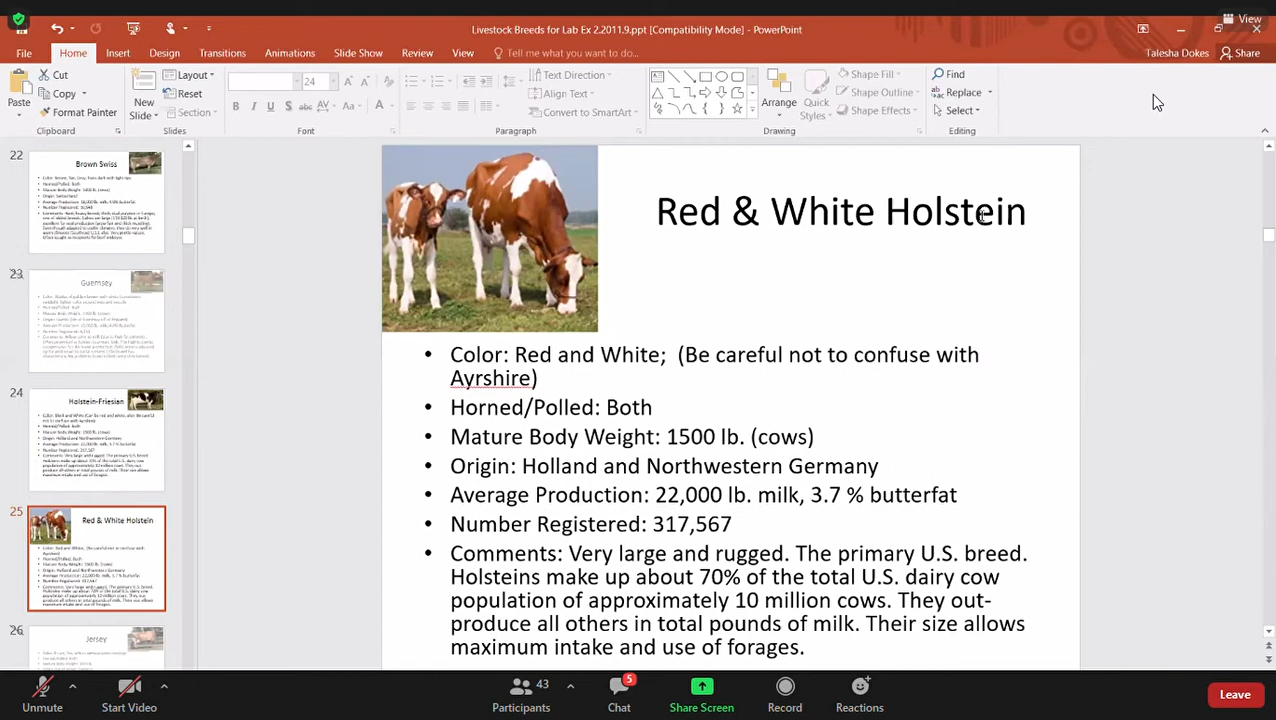 View
Livestock Breeds for Lab Ex 2.2011.9.ppt [Compatibility Mode] - PowerPoint
File Home Insert Design Transitions Animations Slide Show Review View Tell me what you want to do... Talesha Dokes Share
Paste
Cut
Copy
Format Painter
Clipboard
New Slide
Layout
Reset
Section
Slides
24
Font
Text Direction
Align Text
Convert to SmartArt
Paragraph
Arrange
Quick Styles
Shape Fill
Shape Outline
Shape Effects
Drawing
Find
Replace
Select
Editing
22
Brown Swiss
23
Guernsey
24
Holstein-Friesian
25
Red & White Holstein
26
Jersey
Red & White Holstein
• Color: Red and White; (Be careful not to confuse with
Ayrshire)
• Horned/Polled: Both
• Mature Body Weight: 1500 lb. (cows)
• Origin: Holland and Northwestern Germany
• Average Production: 22,000 lb. milk, 3.7 % butterfat
• Number Registered: 317,567
• Comments: Very large and rugged. The primary U.S. breed.
Holsteins make up about 70% of the total U.S. dairy cow
population of approximately 10 million cows. They out-
produce all others in total pounds of milk. Their size allows
maximum intake and use of forages.
Unmute
Start Video
43
Participants
5
Chat
Share Screen
Record
Reactions
Leave